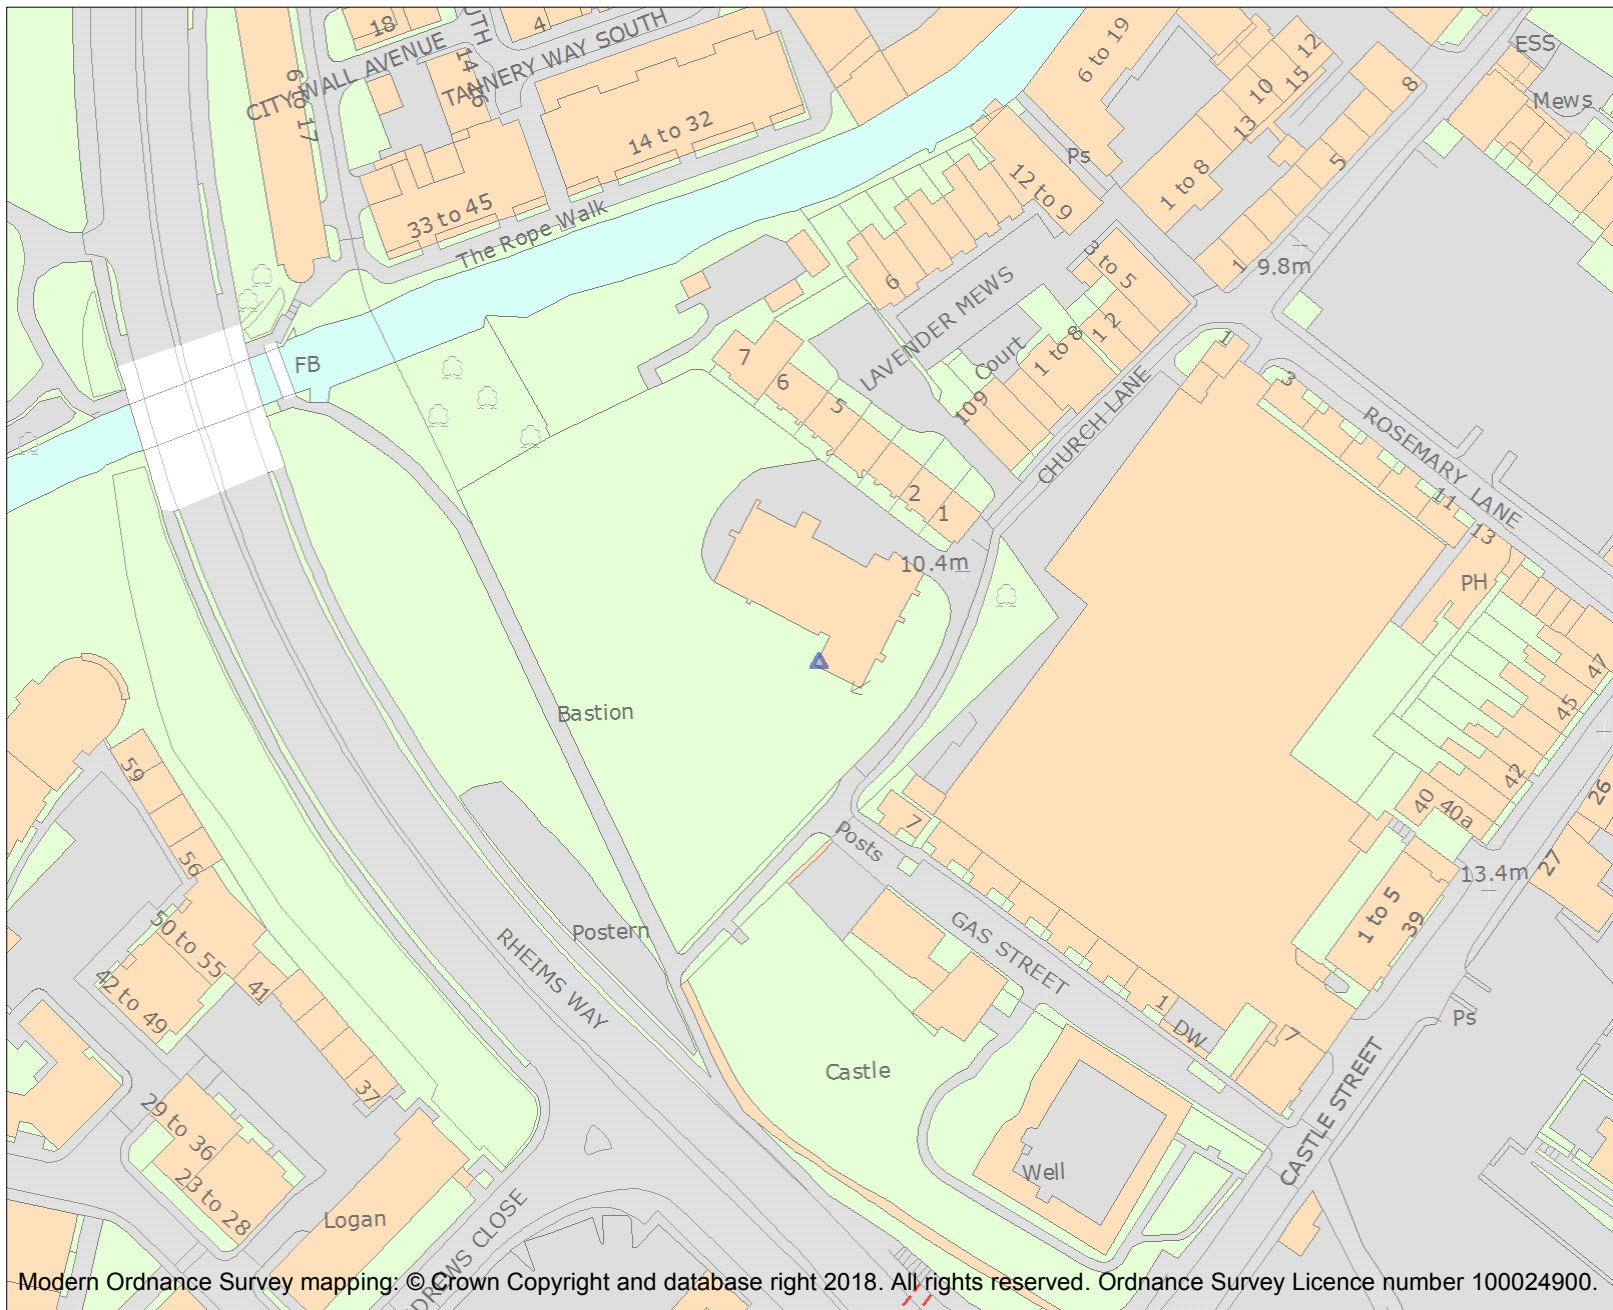 18
4
CITY WALL AVENUE
TANNERY WAY SOUTH
6 to 19
12
15
10
13
8
ESS
Mews
14 to 32
Ps
12 to 9
1 to 8
5
33 to 45
The Rope Walk
1
9.8m
3 to 5
6
LAVENDER MEWS
1 2
FB
7
6
5
Court
1 to 8
1
3
109
CHURCH LANE
ROSEMARY LANE
2
1
11
13
10.4m
PH
47
45
Bastion
59
42
26
40
40a
7
Posts
56
27
13.4m
1 to 5
39
50 to 55
Postern
GAS STREET
RHEIMS WAY
41
42 to 49
1
DW
7
Ps
Castle
37
CASTLE STREET
29 to 36
Well
23 to 28
Logan
DREWS CLOSE
Modern Ordnance Survey mapping: © Crown Copyright and database right 2018. All rights reserved. Ordnance Survey Licence number 100024900.